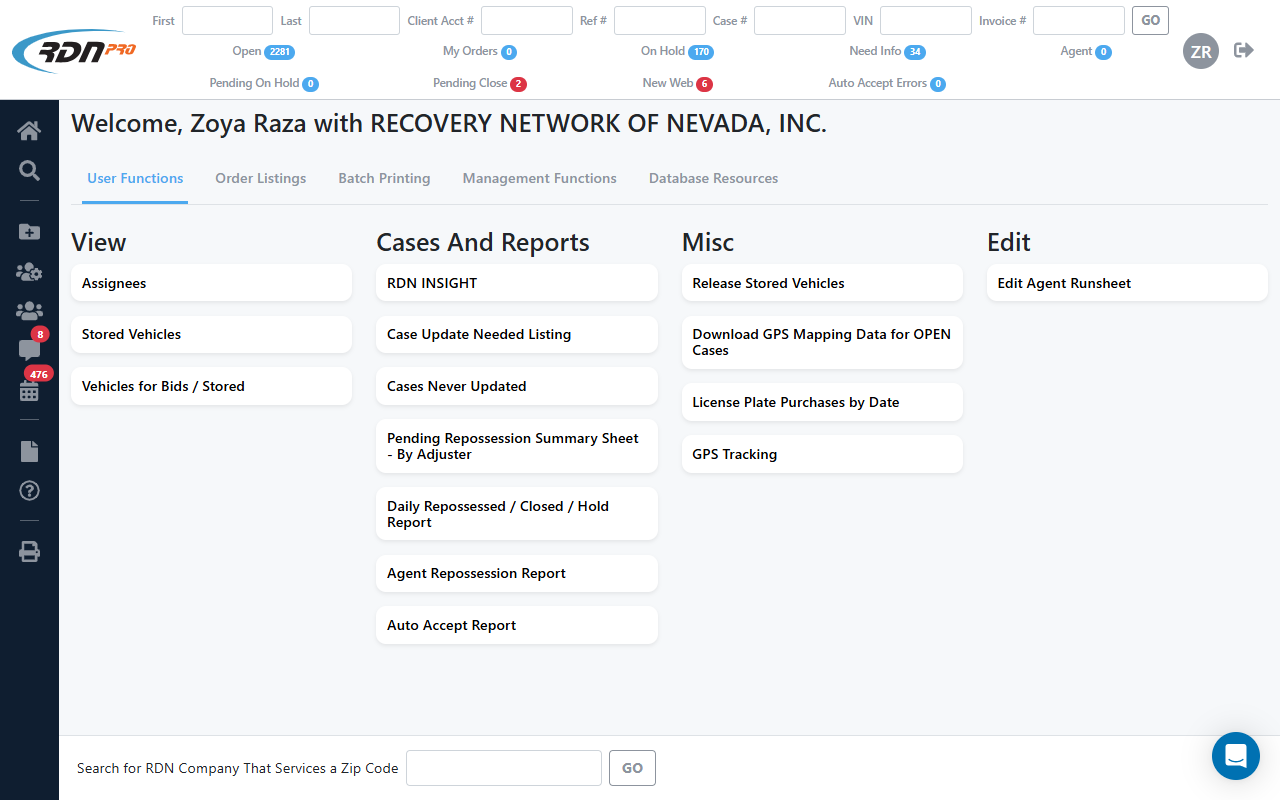 RDN PRO
First Last Client Acct # Ref # Case # VIN Invoice # GO
Open 2281 My Orders 0 On Hold 170 Need Info 34 Agent 0
ZR
Pending On Hold 0 Pending Close 2 New Web 6 Auto Accept Errors 0
Welcome, Zoya Raza with RECOVERY NETWORK OF NEVADA, INC.
User Functions Order Listings Batch Printing Management Functions Database Resources
View
Assignees
Stored Vehicles
Vehicles for Bids / Stored
Cases And Reports
RDN INSIGHT
Case Update Needed Listing
Cases Never Updated
Pending Repossession Summary Sheet
- By Adjuster
Daily Repossessed / Closed / Hold
Report
Agent Repossession Report
Auto Accept Report
Misc
Release Stored Vehicles
Download GPS Mapping Data for OPEN
Cases
License Plate Purchases by Date
GPS Tracking
Edit
Edit Agent Runsheet
8
476
Search for RDN Company That Services a Zip Code GO